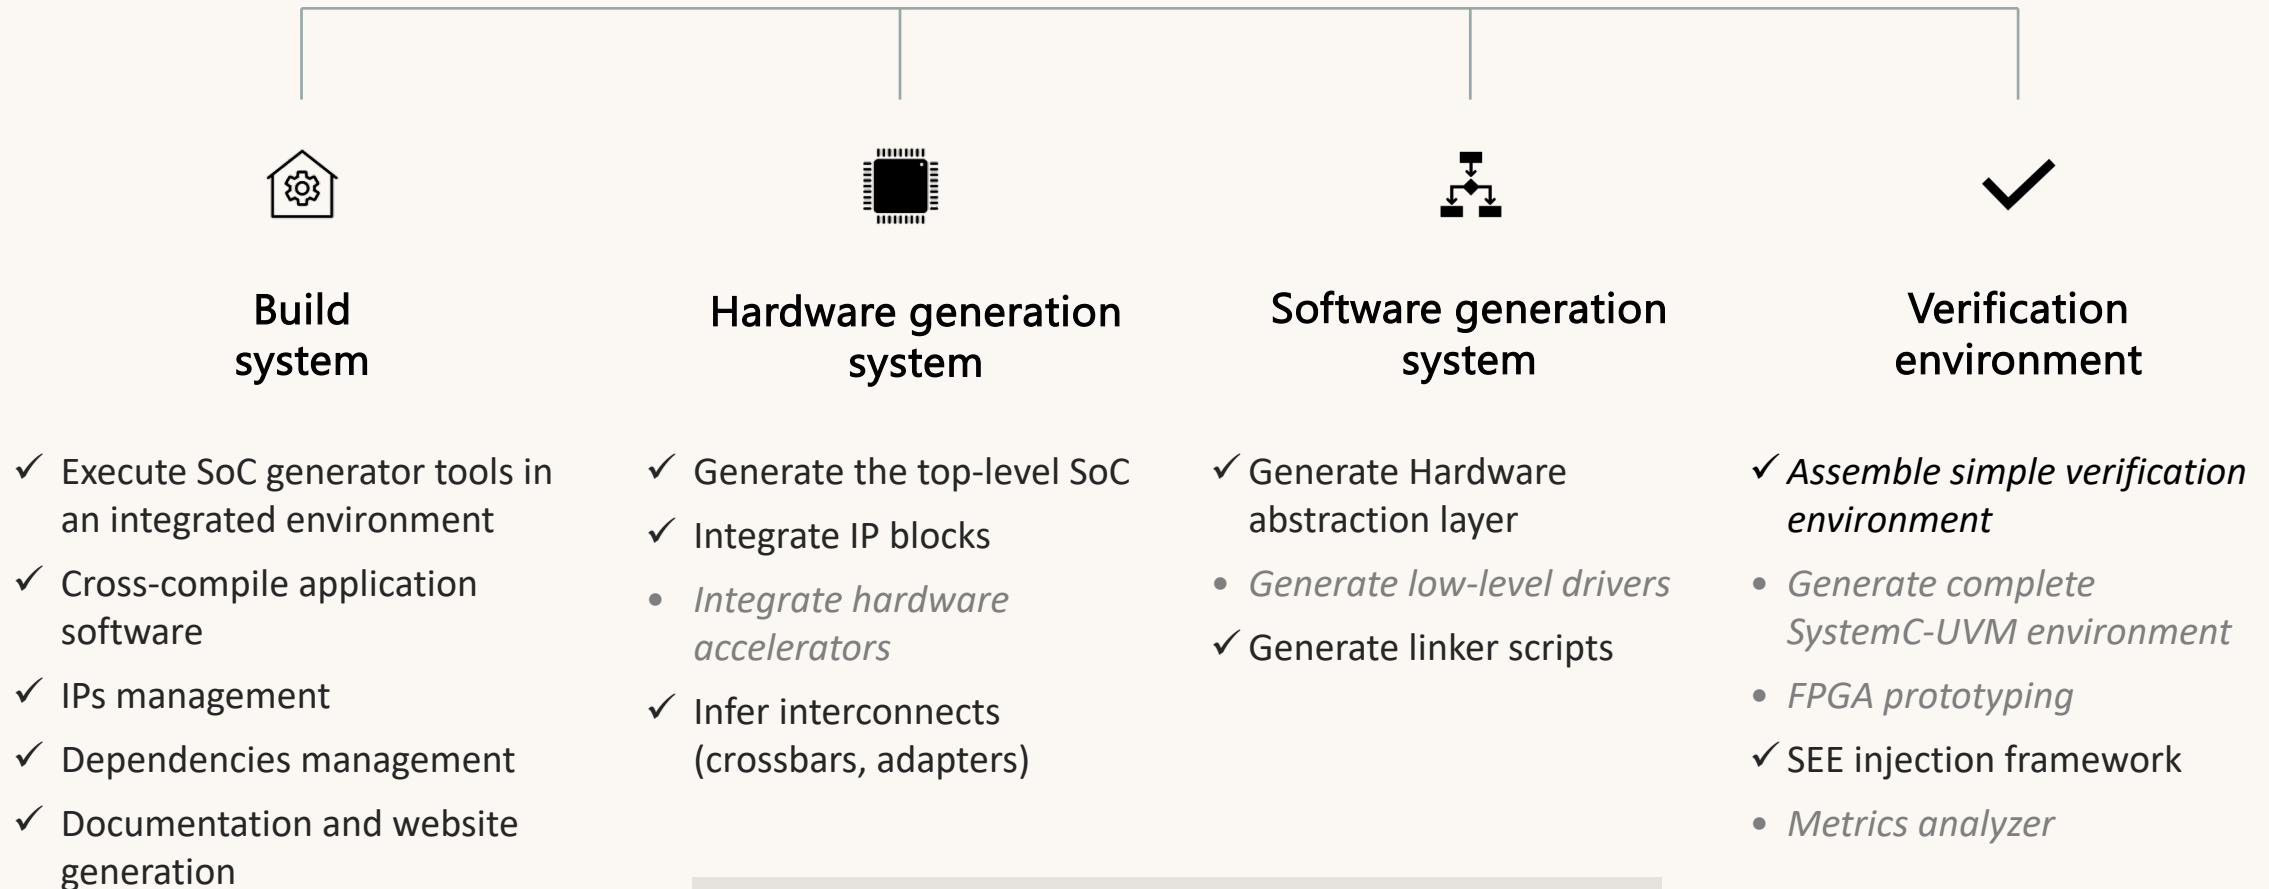 Build
system
✓ Execute SoC generator tools in
an integrated environment
✓ Cross-compile application
software
✓ IPs management
✓ Dependencies management
✓ Documentation and website
generation
Hardware generation
system
✓ Generate the top-level SoC
✓ Integrate IP blocks
• Integrate hardware
accelerators
✓ Infer interconnects
(crossbars, adapters)
Software generation
system
✓ Generate Hardware
abstraction layer
• Generate low-level drivers
✓ Generate linker scripts
Verification
environment
✓ Assemble simple verification
environment
• Generate complete
SystemC-UVM environment
• FPGA prototyping
✓ SEE injection framework
• Metrics analyzer